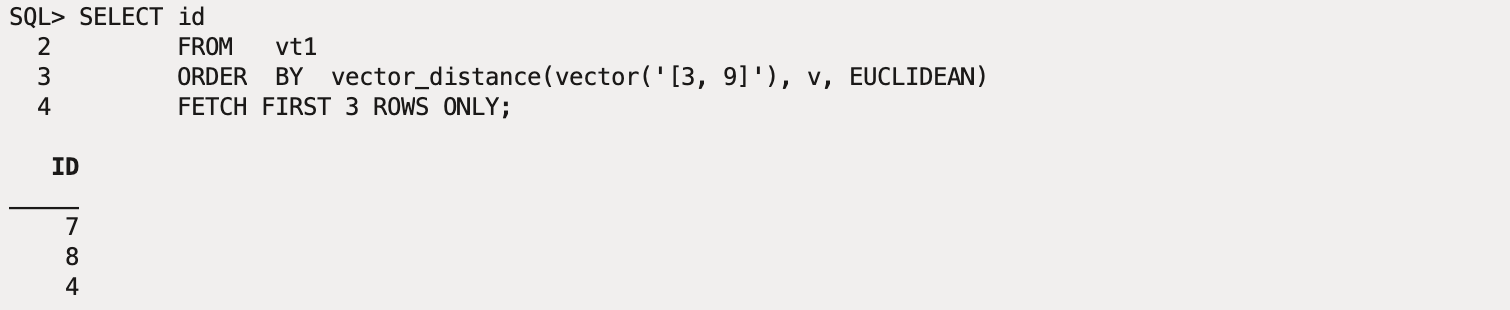 SQL> SELECT id
  2         FROM   vt1
  3         ORDER  BY  vector_distance(vector('[3, 9]'), v, EUCLIDEAN)
  4         FETCH FIRST 3 ROWS ONLY;
   ID
_____
    7
    8
    4